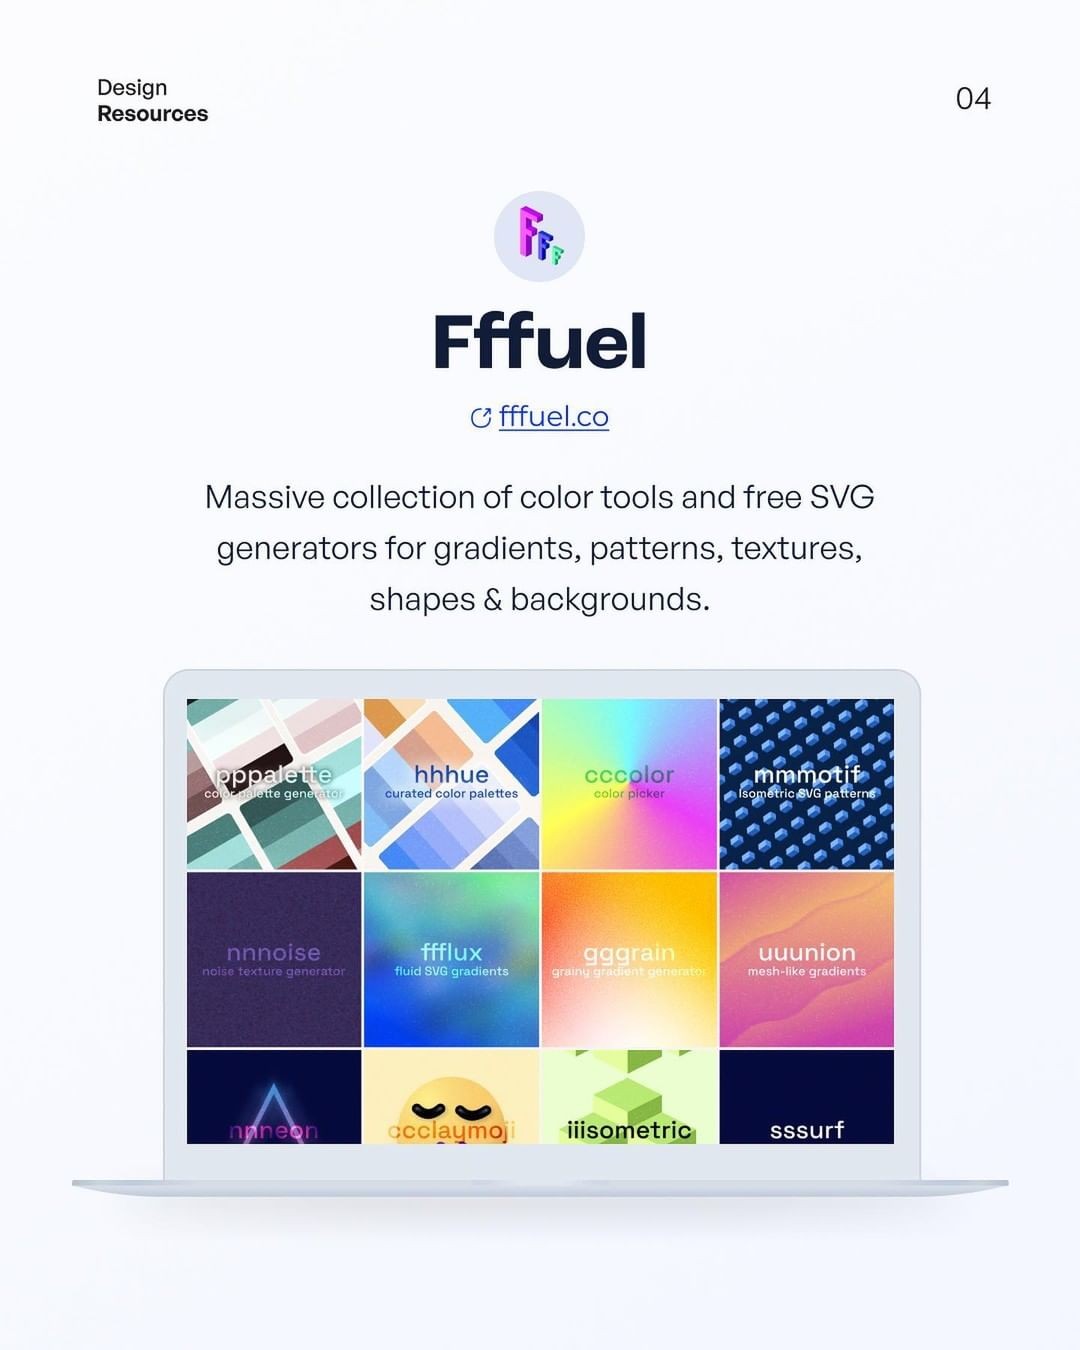 Design
Resources
04
FFF
Fffuel
fffuel.co
Massive collection of color tools and free SVG
generators for gradients, patterns, textures,
shapes & backgrounds.
pppalette
color palette generator
hhhue
curated color palettes
cccolor
color picker
mmmotif
Isometric SVG patterns
nnnoise
noise texture generator
ffflux
fluid SVG gradients
gggrain
grainy gradient generator
uuunion
mesh-like gradients
nnneon
ccclaymoji
iiisometric
sssurf